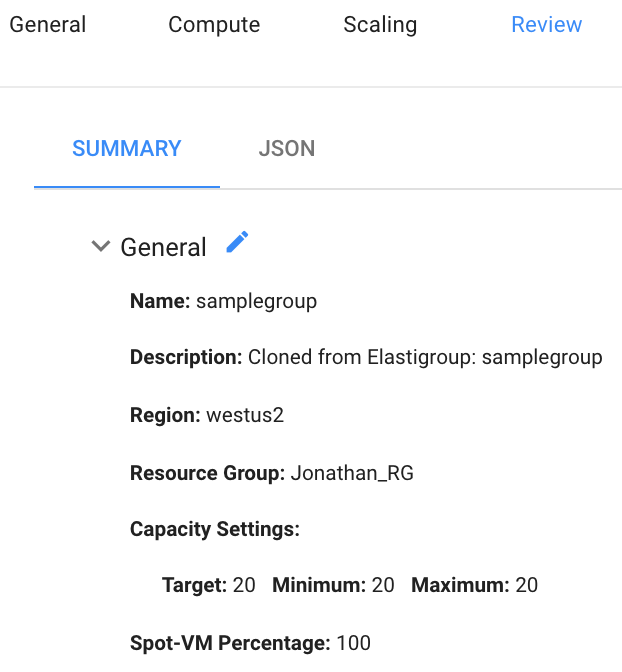 General Compute Scaling Review
SUMMARY JSON
General
Name: samplegroup
Description: Cloned from Elastigroup: samplegroup
Region: westus2
Resource Group: Jonathan_RG
Capacity Settings:
Target: 20 Minimum: 20 Maximum: 20
Spot-VM Percentage: 100